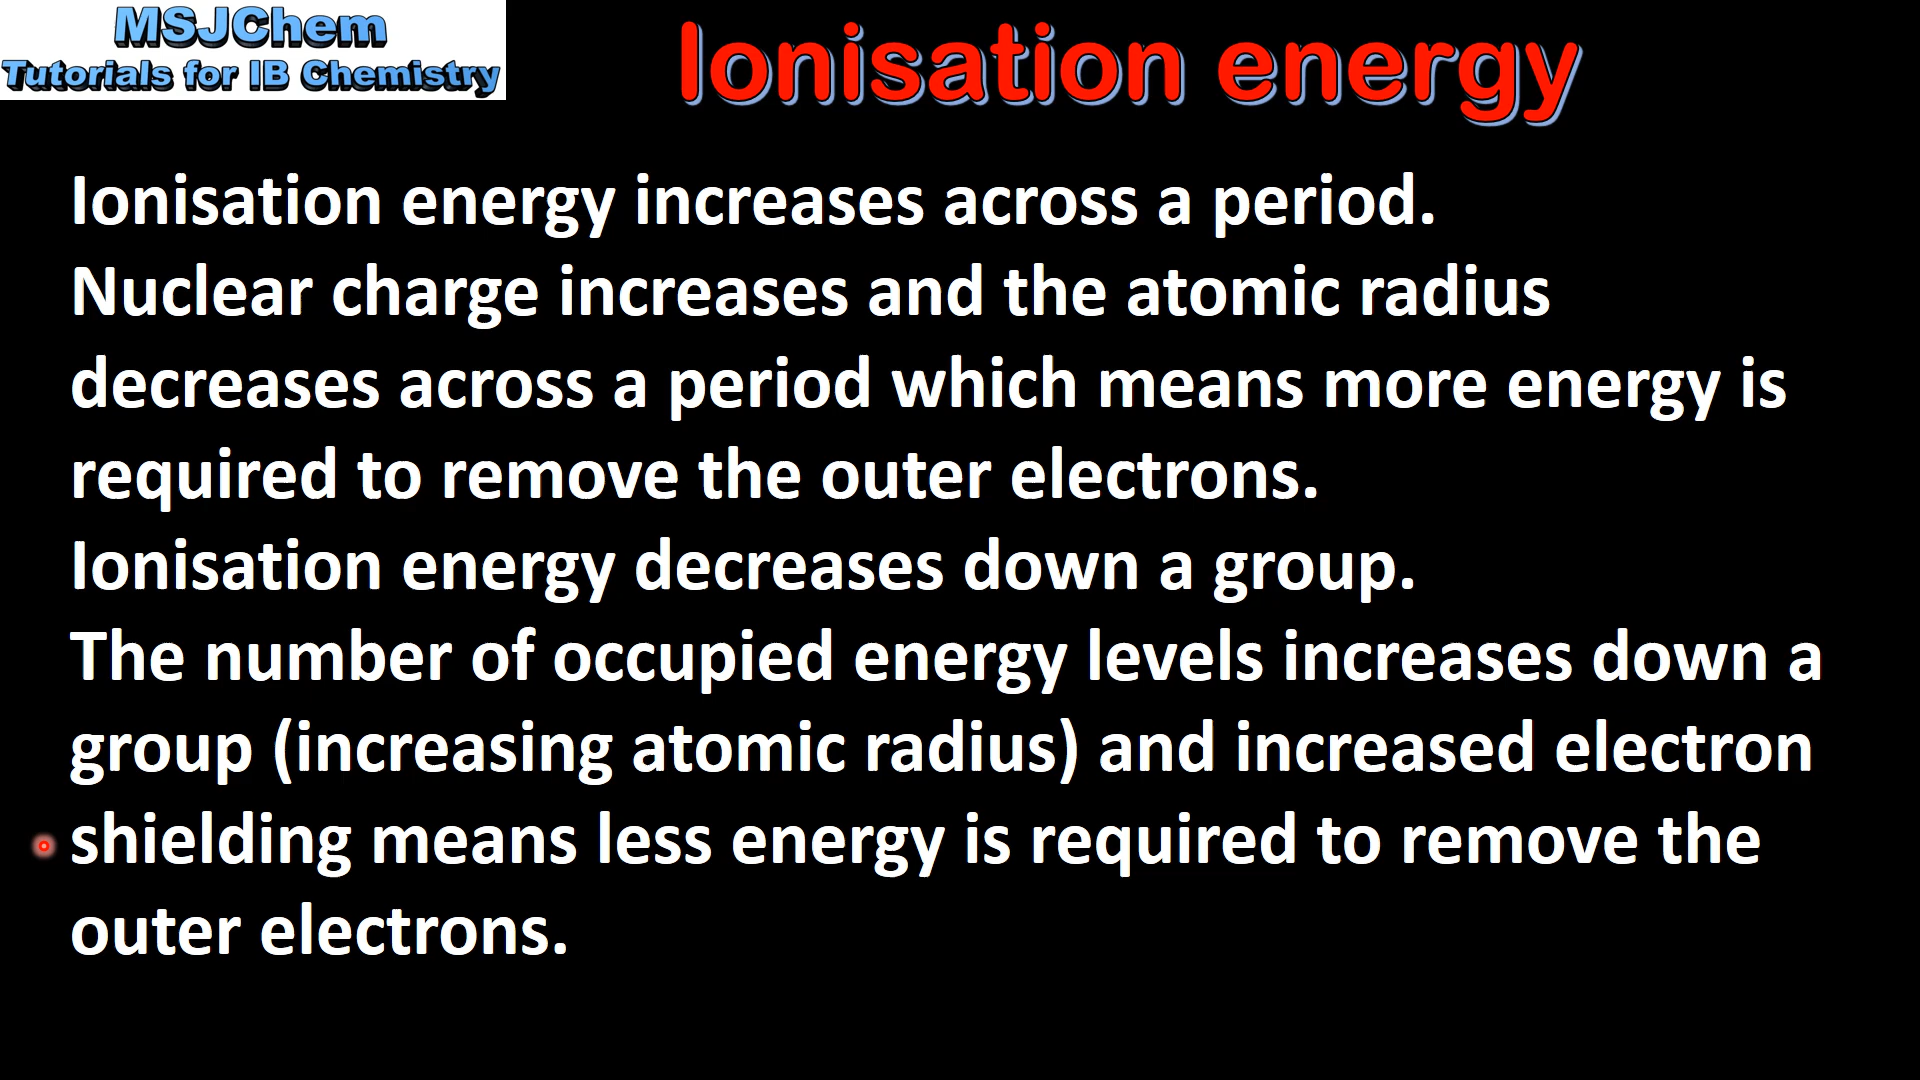 MSJChem
Tutorials for IB Chemistry
Ionisation energy
Ionisation energy increases across a period.
Nuclear charge increases and the atomic radius
decreases across a period which means more energy is
required to remove the outer electrons.
Ionisation energy decreases down a group.
The number of occupied energy levels increases down a
group (increasing atomic radius) and increased electron
shielding means less energy is required to remove the
outer electrons.